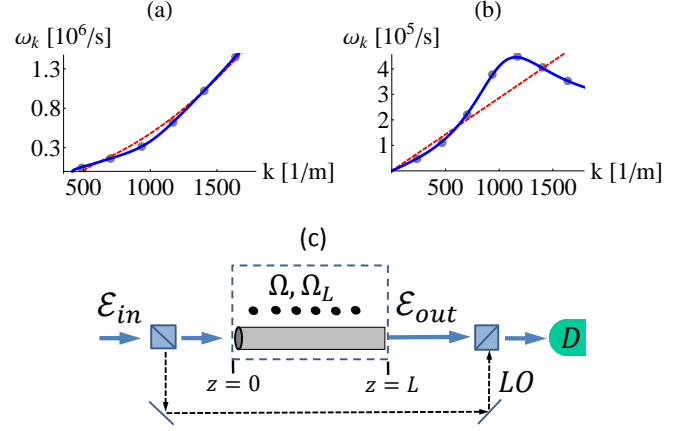 (a)
ω_k [10^6/s]
1.3
0.8
0.3
500 1000 1500 k [1/m]
(b)
ω_k [10^5/s]
4
3
2
1
500 1000 1500 k [1/m]
(c)
Ω, Ω_L
ℰ_in ℰ_out
D
z = 0 z = L LO